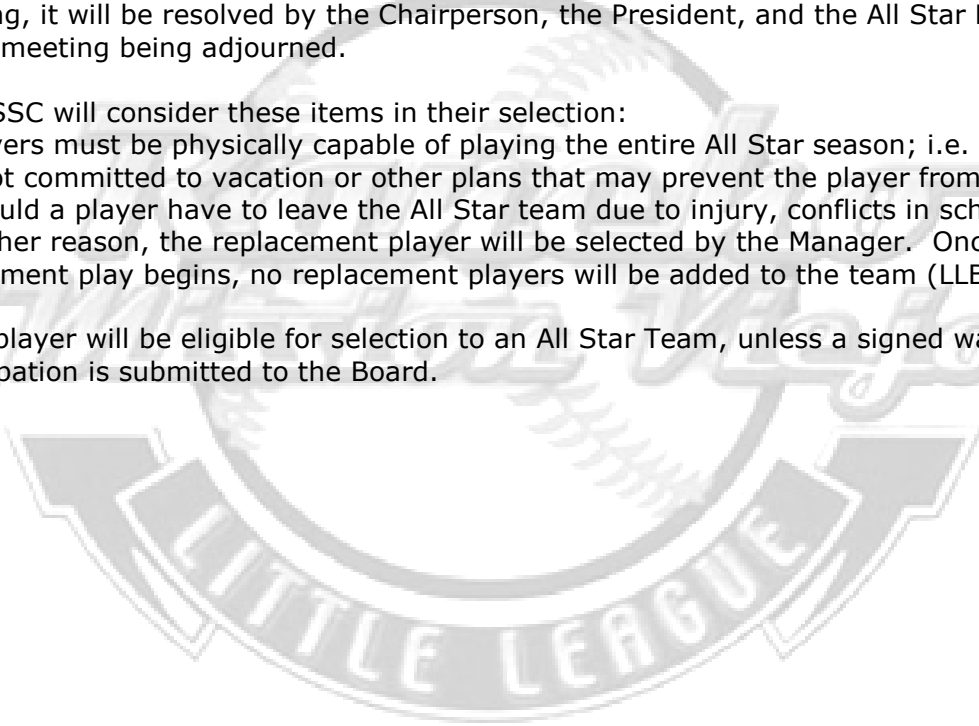 ng, it will be resolved by the Chairperson, the President, and the All Star
meeting being adjourned.
SSC will consider these items in their selection:
yers must be physically capable of playing the entire All Star season; i.e.
ot committed to vacation or other plans that may prevent the player from
uld a player have to leave the All Star team due to injury, conflicts in sch
her reason, the replacement player will be selected by the Manager. Onc
ment play begins, no replacement players will be added to the team (LLB
player will be eligible for selection to an All Star Team, unless a signed wa
pation is submitted to the Board.
Rancho
Mission Viejo
LITTLE LEAGUE